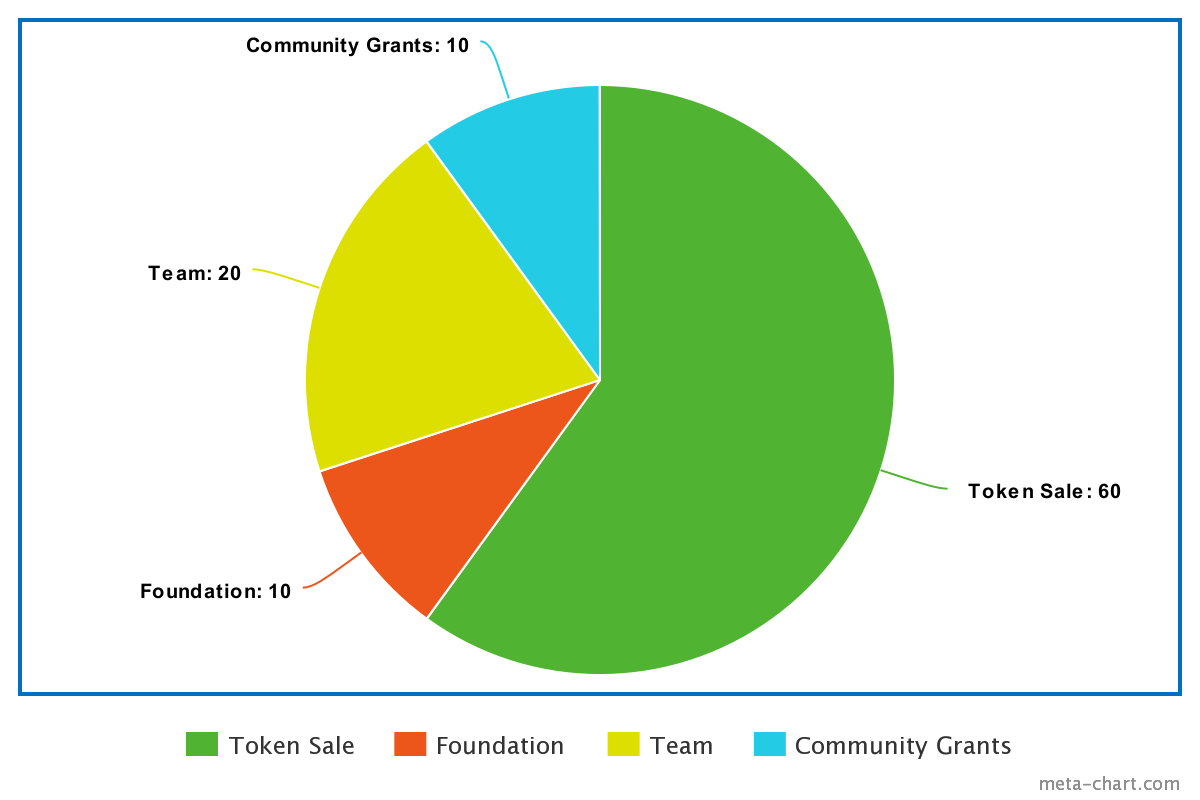 Community Grants: 10
Team: 20
Token Sale: 60
Foundation: 10
Token Sale
Foundation
Team
Community Grants
meta-chart.com